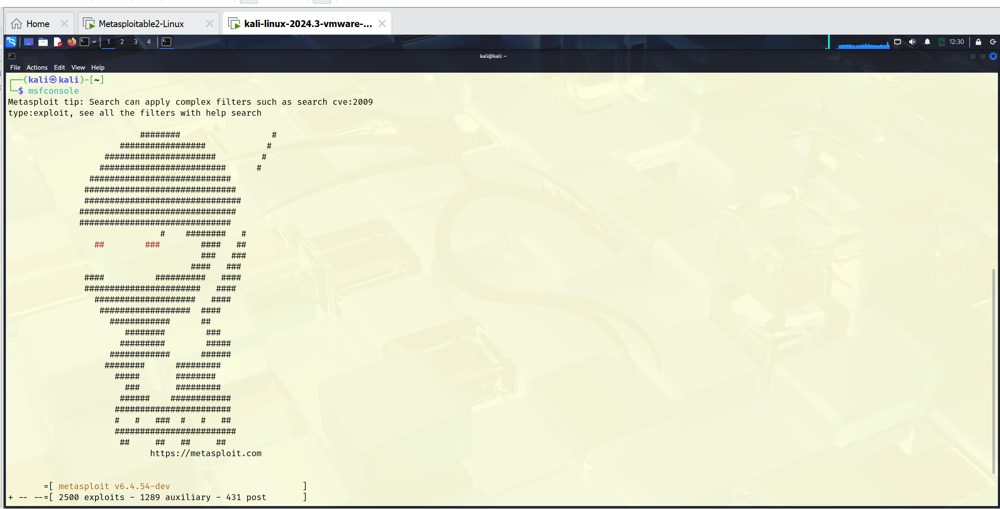 Home
Metasploitable2-Linux
kali-linux-2024.3-vmware-...
1 2 3 4
12:30
kali@kali: ~
File Actions Edit View Help
┌──(kali㉿kali)-[~]
└─$ msfconsole
Metasploit tip: Search can apply complex filters such as search cve:2009
type:exploit, see all the filters with help search
File System
Home
                          ########                  #
                      #################            #
                   ######################         #
                  #########################      #
                ############################
               ##############################
               ###############################
              ###############################
              ##############################
                              #    ########   #
                 ##        ###        ####   ##
                                      ###   ###
                                    ####   ###
               ####          ##########   ####
               #######################   ####
                 ####################   ####
                  ##################  ####
                    ############      ##
                       ########        ###
                      #########        #####
                    ############      ######
                   ########      #########
                     #####       ########
                       ###       #########
                      ######    ############
                     #######################
                     #   #   ###  #   #   ##
                     ########################
                      ##     ##   ##     ##
                            https://metasploit.com
       =[ metasploit v6.4.54-dev                          ]
+ -- --=[ 2500 exploits - 1289 auxiliary - 431 post       ]